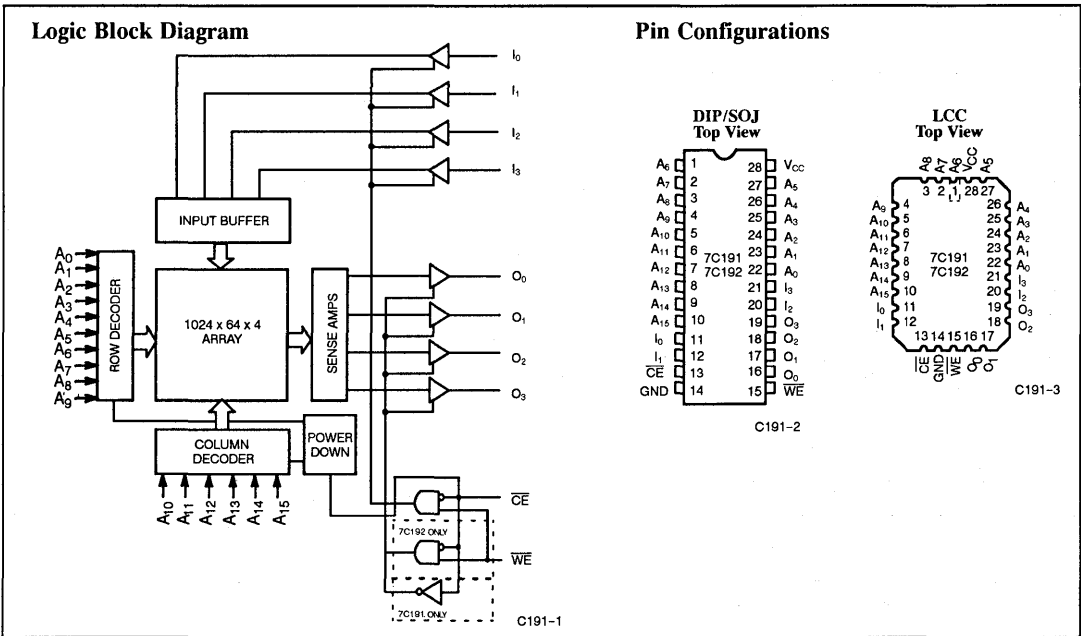 Logic Block Diagram
I0
I1
I2
I3
INPUT BUFFER
A0
A1
A2
A3
A4
A5
A6
A7
A8
A9
ROW DECODER
1024 x 64 x 4
ARRAY
SENSE AMPS
O0
O1
O2
O3
COLUMN
DECODER
POWER
DOWN
A10
A11
A12
A13
A14
A15
CE
7C192 ONLY
WE
7C191 ONLY
C191-1
Pin Configurations
DIP/SOJ
Top View
A6 1 28 VCC
A7 2 27 A5
A8 3 26 A4
A9 4 25 A3
A10 5 24 A2
A11 6 23 A1
A12 7 22 A0
A13 8 21 I3
A14 9 20 I2
A15 10 19 O3
I0 11 18 O2
I1 12 17 O1
CE 13 16 O0
GND 14 15 WE
7C191
7C192
C191-2
LCC
Top View
A8 A7 A6 VCC A5
3 2 1 28 27
A9 4 26 A4
A10 5 25 A3
A11 6 24 A2
A12 7 23 A1
A13 8 22 A0
A14 9 21 I3
A15 10 20 I2
I0 11 19 O3
I1 12 18 O2
7C191
7C192
13 14 15 16 17
CE GND WE O0 O1
C191-3